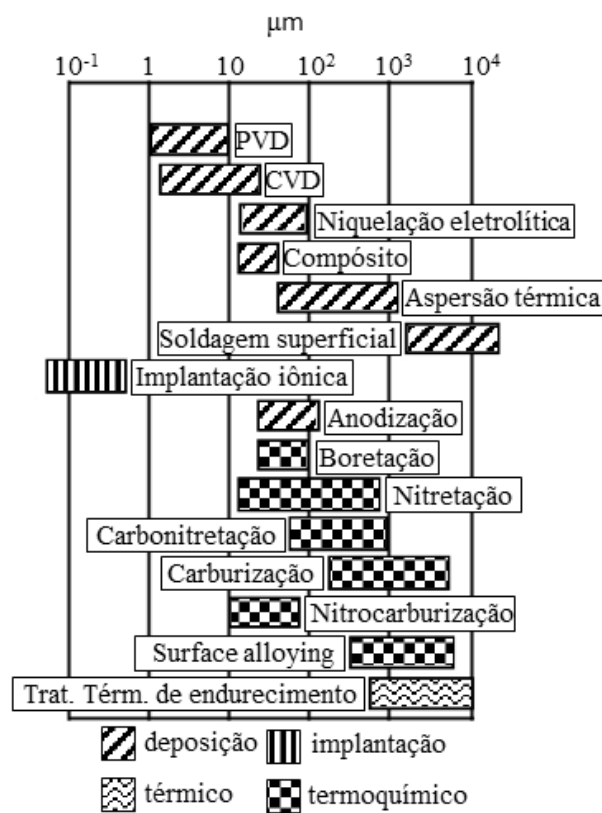 μm
10⁻¹ 1 10 10² 10³ 10⁴
PVD
CVD
Niquelação eletrolítica
Compósito
Aspersão térmica
Soldagem superficial
Implantação iônica
Anodização
Boretação
Nitretação
Carbonitretação
Carburização
Nitrocarburização
Surface alloying
Trat. Térm. de endurecimento
deposição implantação
térmico termoquímico